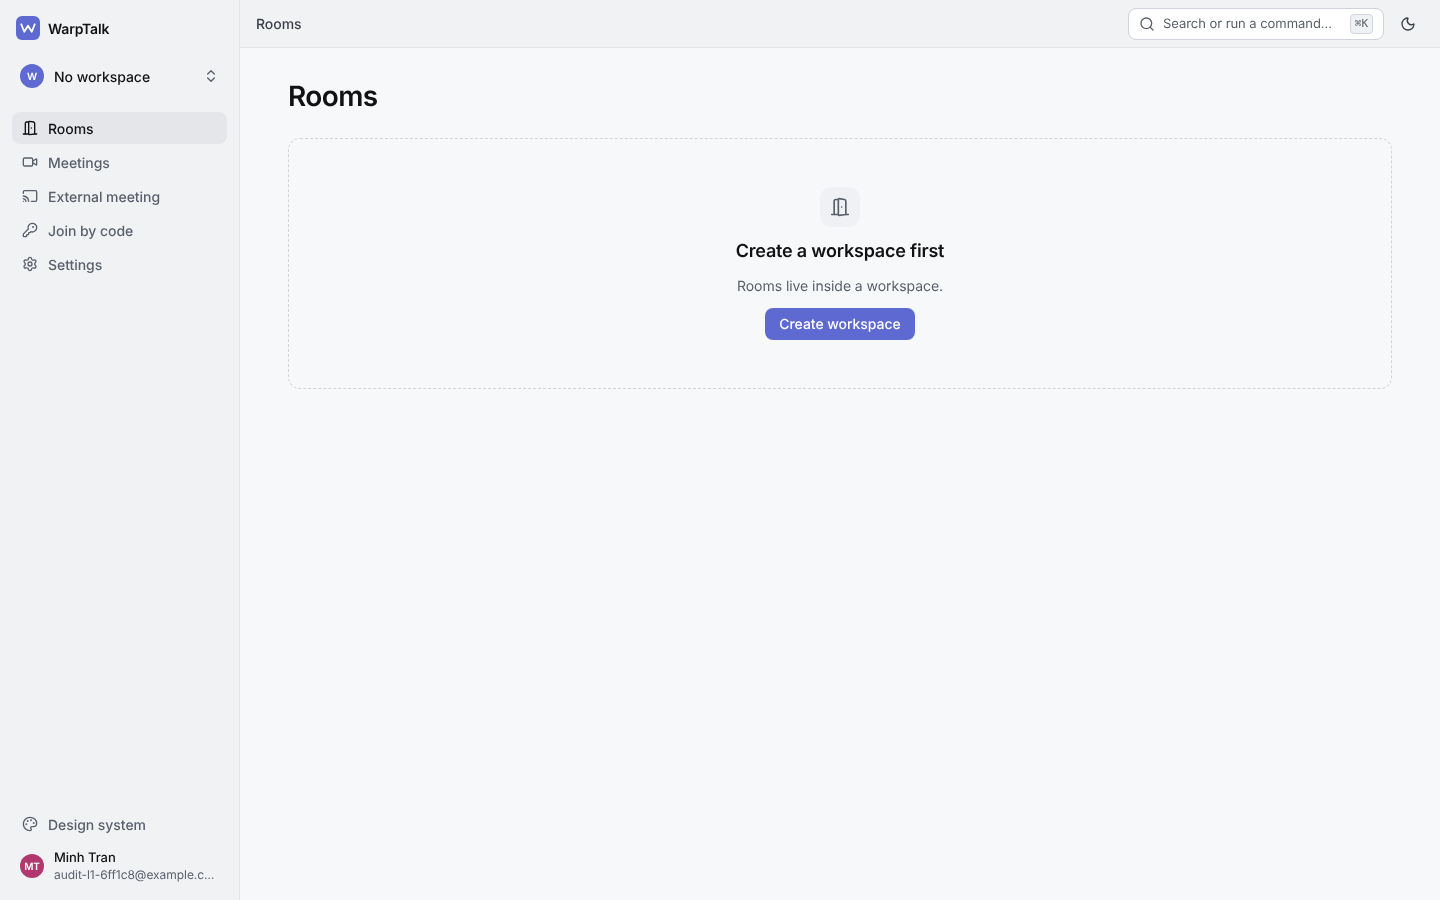 WarpTalk
W
No workspace
Rooms
Meetings
External meeting
Join by code
Settings
Design system
MT
Minh Tran
audit-l1-6ff1c8@example.c...
Rooms
Search or run a command...
⌘K
Rooms
Create a workspace first
Rooms live inside a workspace.
Create workspace